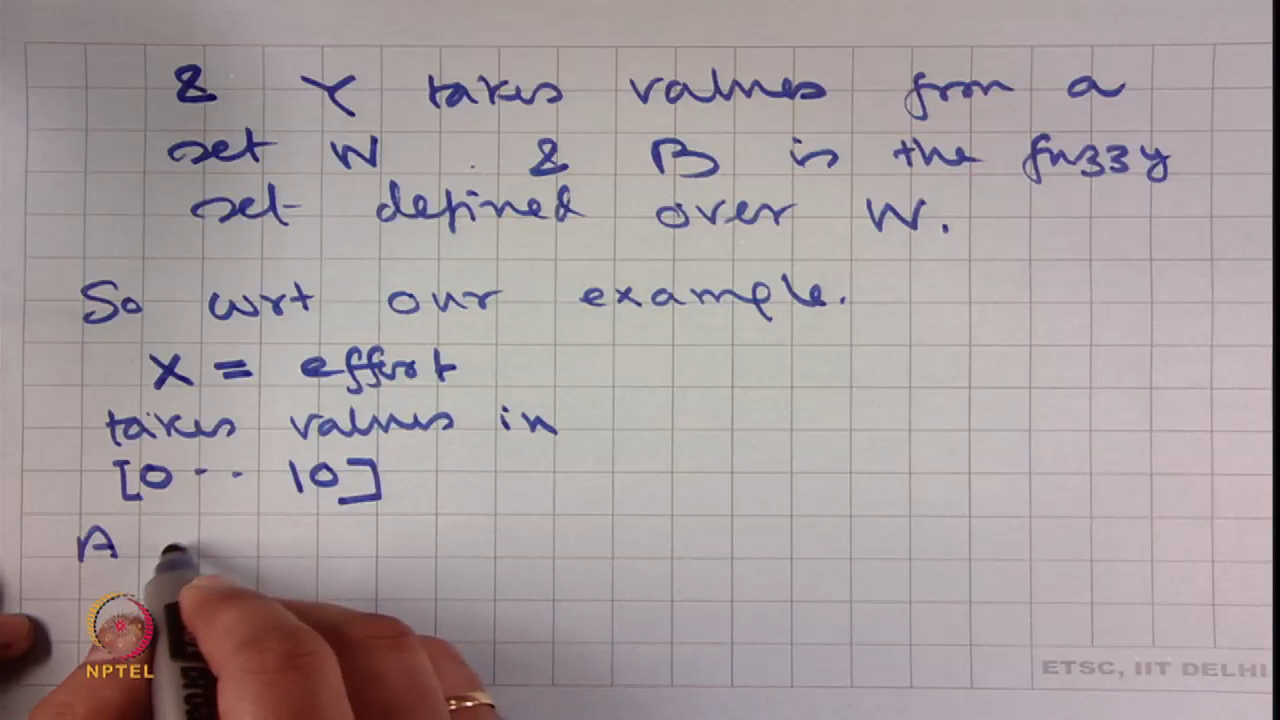 & Y takes values from a
set W . & B is the fuzzy
set defined over W.
So wrt our example.
X = effort
takes values in
[0 -- 10]
A
NPTEL
ETSC, IIT DELHI